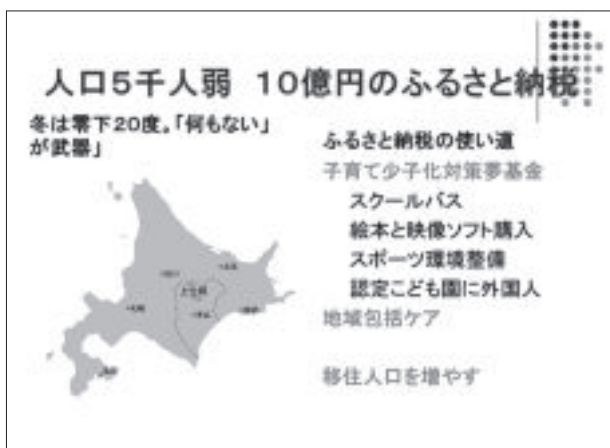 人口5千人弱　10億円のふるさと納税
冬は零下20度。「何もない」
が武器」
ふるさと納税の使い道
子育て少子化対策夢基金
スクールバス
絵本と映像ソフト購入
スポーツ環境整備
認定こども園に外国人
地域包括ケア
移住人口を増やす